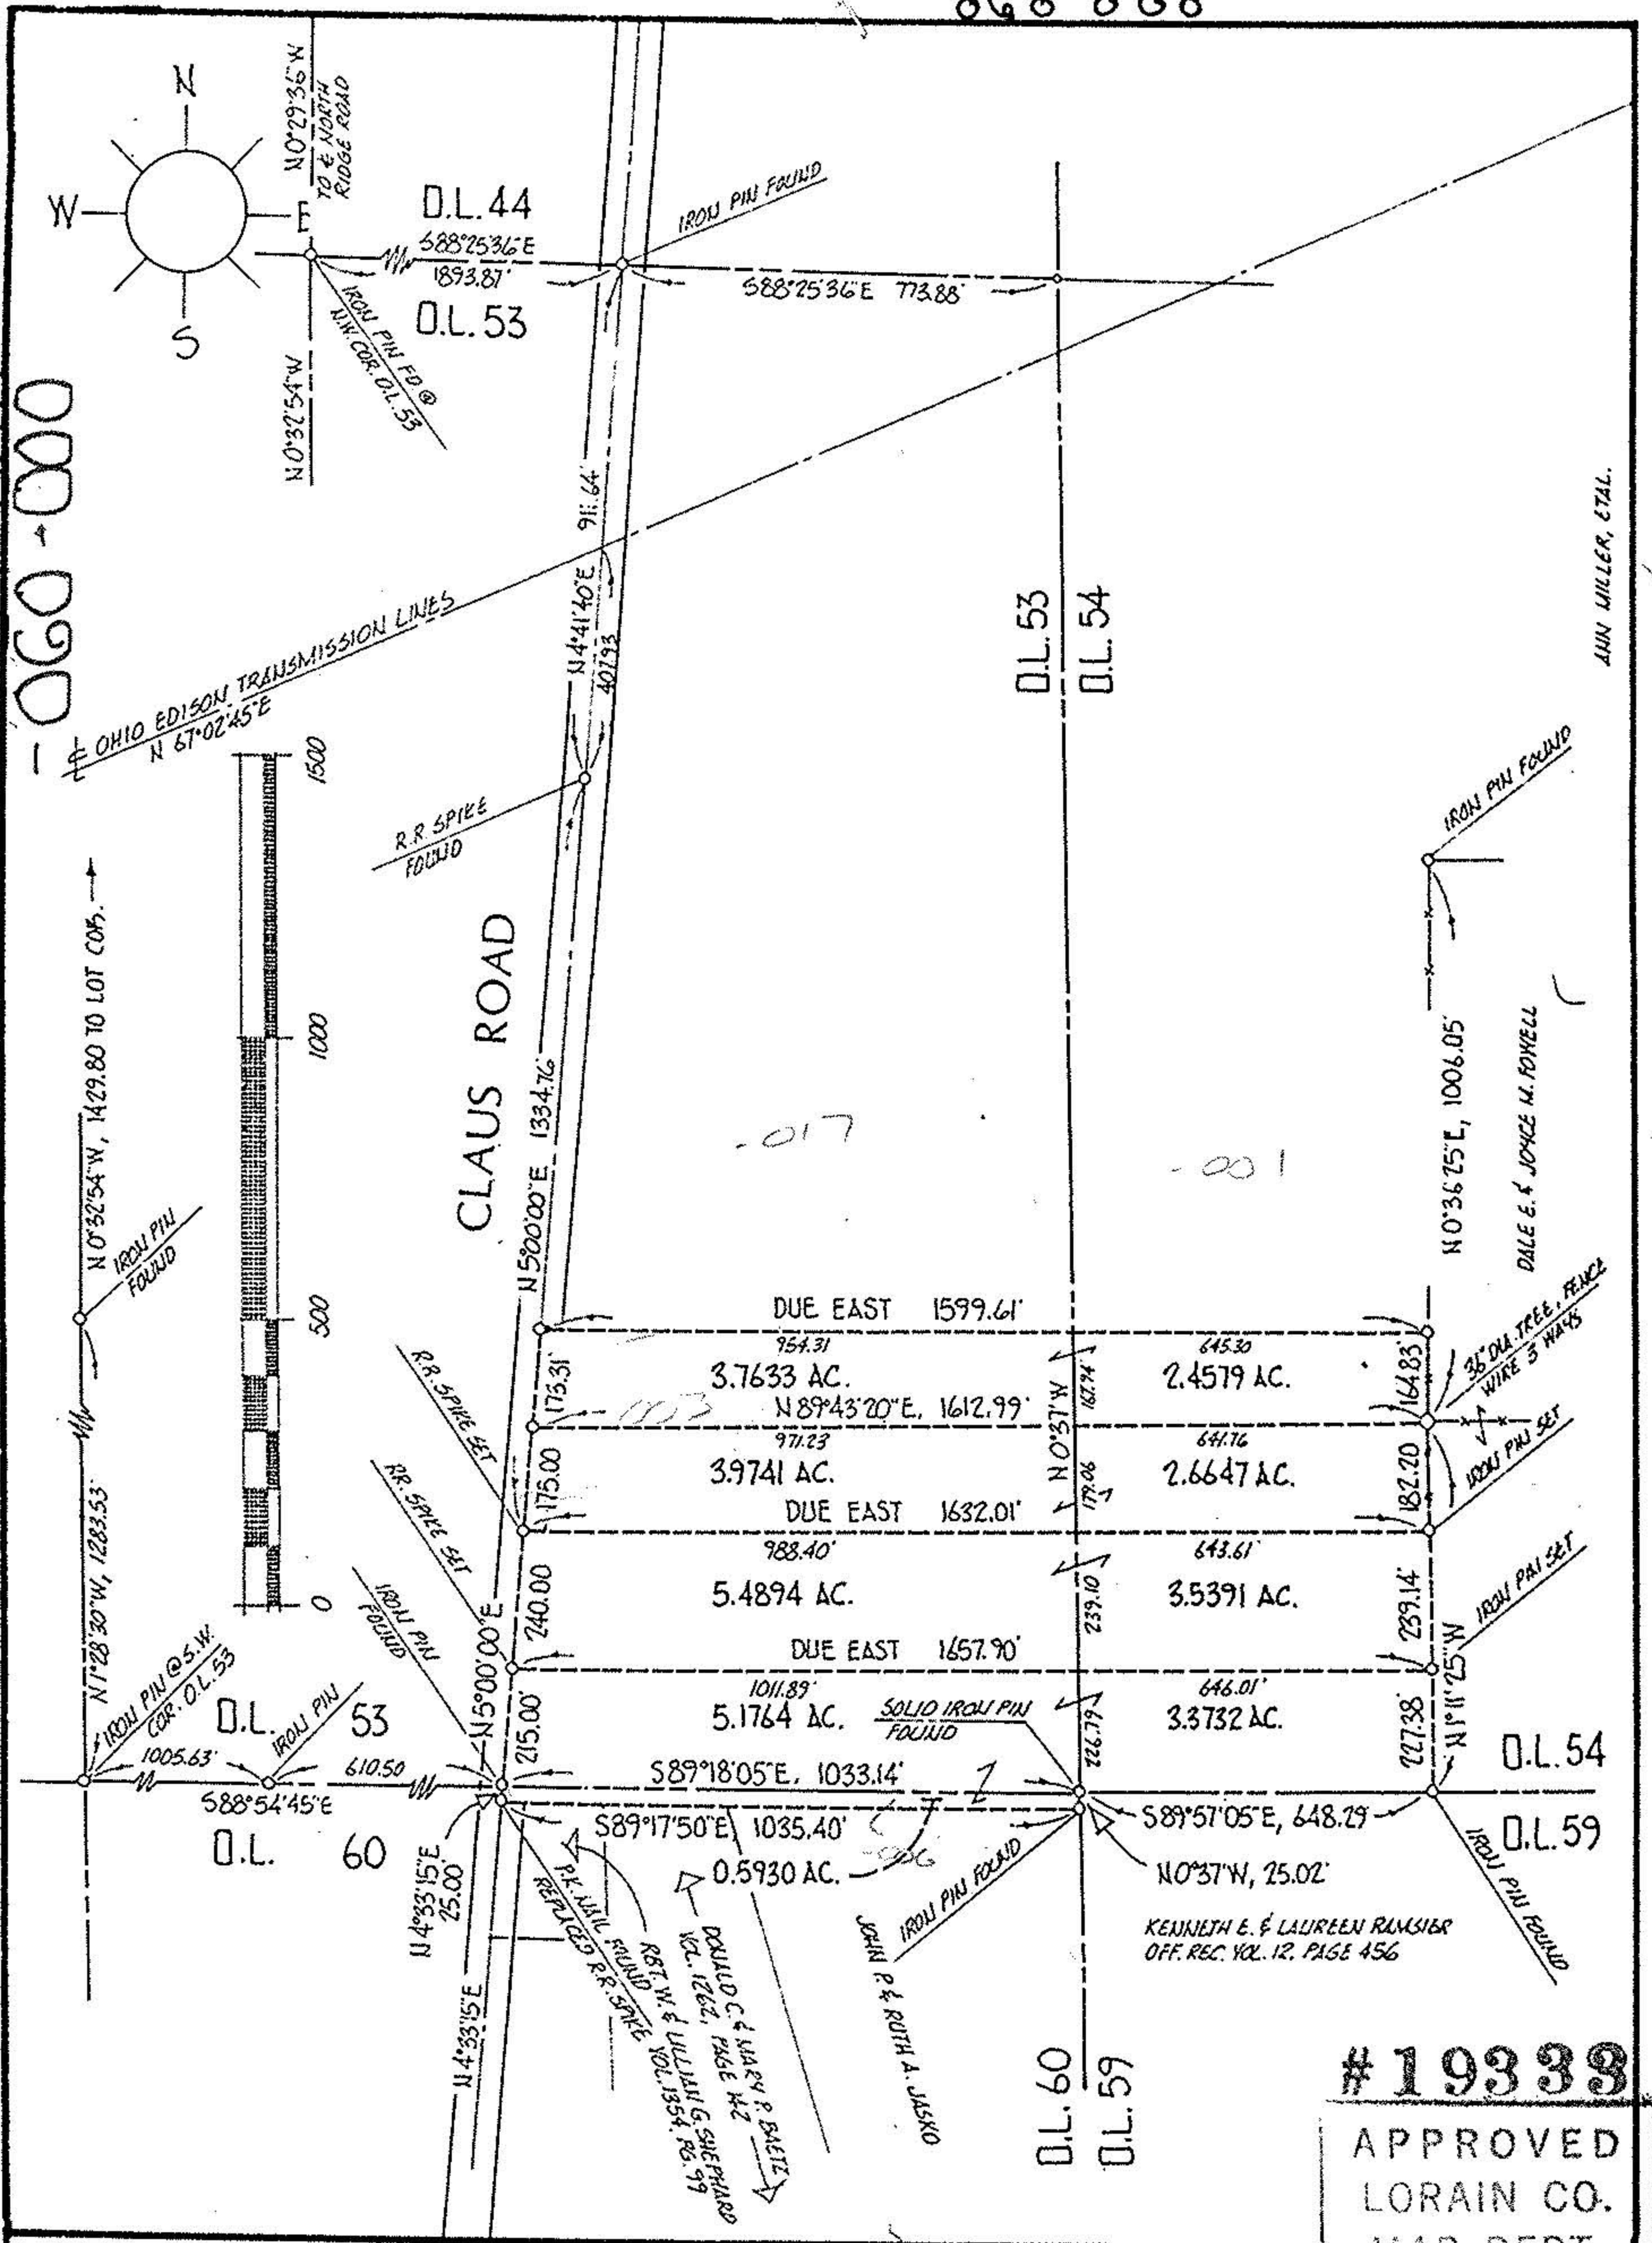 060 000
N
W
E
S
N0°29'36"W
TO ℄ NORTH
RIDGE ROAD
O.L. 44
S88°25'36"E
1893.87'
O.L. 53
IRON PIN FOUND
S88°25'36"E 773.88'
IRON PIN FD. @
N.W. COR. O.L. 53
N0°32'54"W
-060-000
℄ OHIO EDISON TRANSMISSION LINES
N 67°02'45"E
N4°41'40"E 911.64'
407.93
O.L. 53
O.L. 54
ANN MILLER, ETAL.
R.R. SPIKE
FOUND
1500
1000
500
0
N0°32'54"W, 1429.80 TO LOT COR.
IRON PIN
FOUND
CLAUS ROAD
N5°00'00"E 1334.76'
-017
-001
IRON PIN FOUND
N0°36'25"E, 1006.05'
DALE E. & JOYCE M. FOWELL
36" DIA. TREE, FENCE
WIRE 3 WAYS
DUE EAST 1599.61'
954.31
645.30
175.31'
3.7633 AC.
167.94'
2.4579 AC.
164.83'
003
N89°43'20"E, 1612.99'
N0°37'W
971.23
641.76
R.R. SPIKE SET
175.00
3.9741 AC.
179.06
2.6647 AC.
182.20
IRON PIN SET
DUE EAST 1632.01'
988.40'
643.61'
R.R. SPIKE SET
240.00
5.4894 AC.
239.10
3.5391 AC.
239.14'
IRON PIN SET
DUE EAST 1657.90'
1011.89'
646.01'
N1°28'30"W, 1283.53'
IRON PIN @ S.W.
COR. O.L. 53
IRON PIN
FOUND
N5°00'00"E
215.00'
5.1764 AC.
SOLID IRON PIN
FOUND
226.79
3.3732 AC.
227.38'
N1°11'25"W
O.L. 53
IRON PIN
1005.63'
610.50
S88°54'45"E
S89°18'05"E, 1033.14'
O.L. 54
O.L. 60
S89°17'50"E 1035.40'
S89°57'05"E, 648.29'
O.L. 59
0.5930 AC.
-006
N0°37'W, 25.02'
N4°33'15"E
25.00'
N4°33'15"E
P.K. NAIL FOUND
REPLACED R.R. SPIKE
RBT. W. & LILLIAN G. SHEPHARD
VOL. 1354, PG. 99
DONALD C. & MARY P. BAETZ
VOL. 1262, PAGE 142
IRON PIN FOUND
JOHN P. & RUTH A. JASKO
KENNETH E. & LAUREEN RAMSIER
OFF. REC. VOL. 12, PAGE 456
IRON PIN FOUND
O.L. 60
O.L. 59
#19333
APPROVED
LORAIN CO.
MAP DEPT.